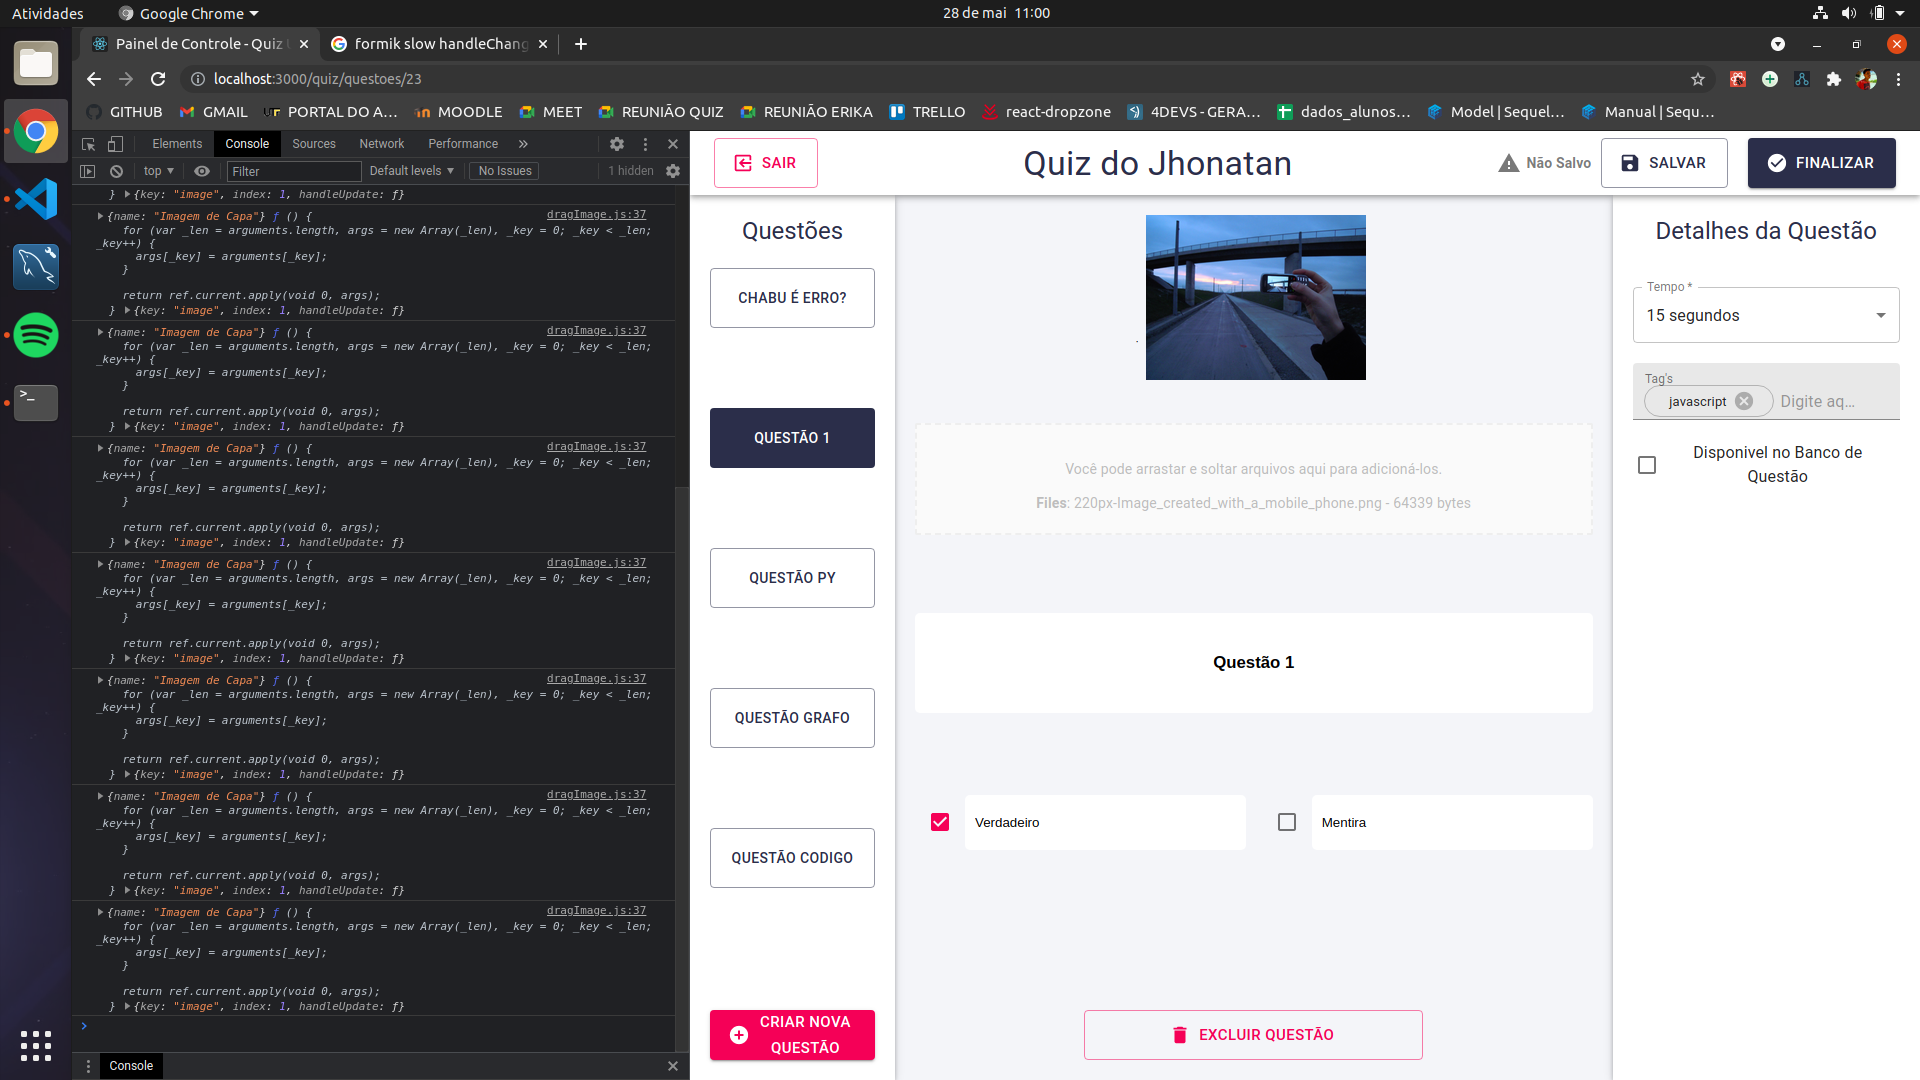 Atividades
Google Chrome
28 de mai 11:00
Painel de Controle - Quiz
formik slow handleChang
localhost:3000/quiz/questoes/23
GITHUB
GMAIL
PORTAL DO A...
MOODLE
MEET
REUNIÃO QUIZ
REUNIÃO ERIKA
TRELLO
react-dropzone
4DEVS - GERA...
dados_alunos...
Model | Sequel...
Manual | Sequ...
Elements
Console
Sources
Network
Performance
top
Filter
Default levels
No Issues
1 hidden
} {key: "image", index: 1, handleUpdate: ƒ}
{name: "Imagem de Capa"} ƒ () {
dragImage.js:37
for (var _len = arguments.length, args = new Array(_len), _key = 0; _key < _len;
_key++) {
args[_key] = arguments[_key];
}
return ref.current.apply(void 0, args);
} {key: "image", index: 1, handleUpdate: ƒ}
{name: "Imagem de Capa"} ƒ () {
dragImage.js:37
for (var _len = arguments.length, args = new Array(_len), _key = 0; _key < _len;
_key++) {
args[_key] = arguments[_key];
}
return ref.current.apply(void 0, args);
} {key: "image", index: 1, handleUpdate: ƒ}
{name: "Imagem de Capa"} ƒ () {
dragImage.js:37
for (var _len = arguments.length, args = new Array(_len), _key = 0; _key < _len;
_key++) {
args[_key] = arguments[_key];
}
return ref.current.apply(void 0, args);
} {key: "image", index: 1, handleUpdate: ƒ}
{name: "Imagem de Capa"} ƒ () {
dragImage.js:37
for (var _len = arguments.length, args = new Array(_len), _key = 0; _key < _len;
_key++) {
args[_key] = arguments[_key];
}
return ref.current.apply(void 0, args);
} {key: "image", index: 1, handleUpdate: ƒ}
{name: "Imagem de Capa"} ƒ () {
dragImage.js:37
for (var _len = arguments.length, args = new Array(_len), _key = 0; _key < _len;
_key++) {
args[_key] = arguments[_key];
}
return ref.current.apply(void 0, args);
} {key: "image", index: 1, handleUpdate: ƒ}
{name: "Imagem de Capa"} ƒ () {
dragImage.js:37
for (var _len = arguments.length, args = new Array(_len), _key = 0; _key < _len;
_key++) {
args[_key] = arguments[_key];
}
return ref.current.apply(void 0, args);
} {key: "image", index: 1, handleUpdate: ƒ}
{name: "Imagem de Capa"} ƒ () {
dragImage.js:37
for (var _len = arguments.length, args = new Array(_len), _key = 0; _key < _len;
_key++) {
args[_key] = arguments[_key];
}
return ref.current.apply(void 0, args);
} {key: "image", index: 1, handleUpdate: ƒ}
Console
SAIR
Quiz do Jhonatan
Não Salvo
SALVAR
FINALIZAR
Questões
CHABU É ERRO?
QUESTÃO 1
QUESTÃO PY
QUESTÃO GRAFO
QUESTÃO CODIGO
CRIAR NOVA
QUESTÃO
Você pode arrastar e soltar arquivos aqui para adicioná-los.
Files: 220px-Image_created_with_a_mobile_phone.png - 64339 bytes
Questão 1
Verdadeiro
Mentira
EXCLUIR QUESTÃO
Detalhes da Questão
Tempo *
15 segundos
Tag's
javascript
Digite aq...
Disponivel no Banco de
Questão